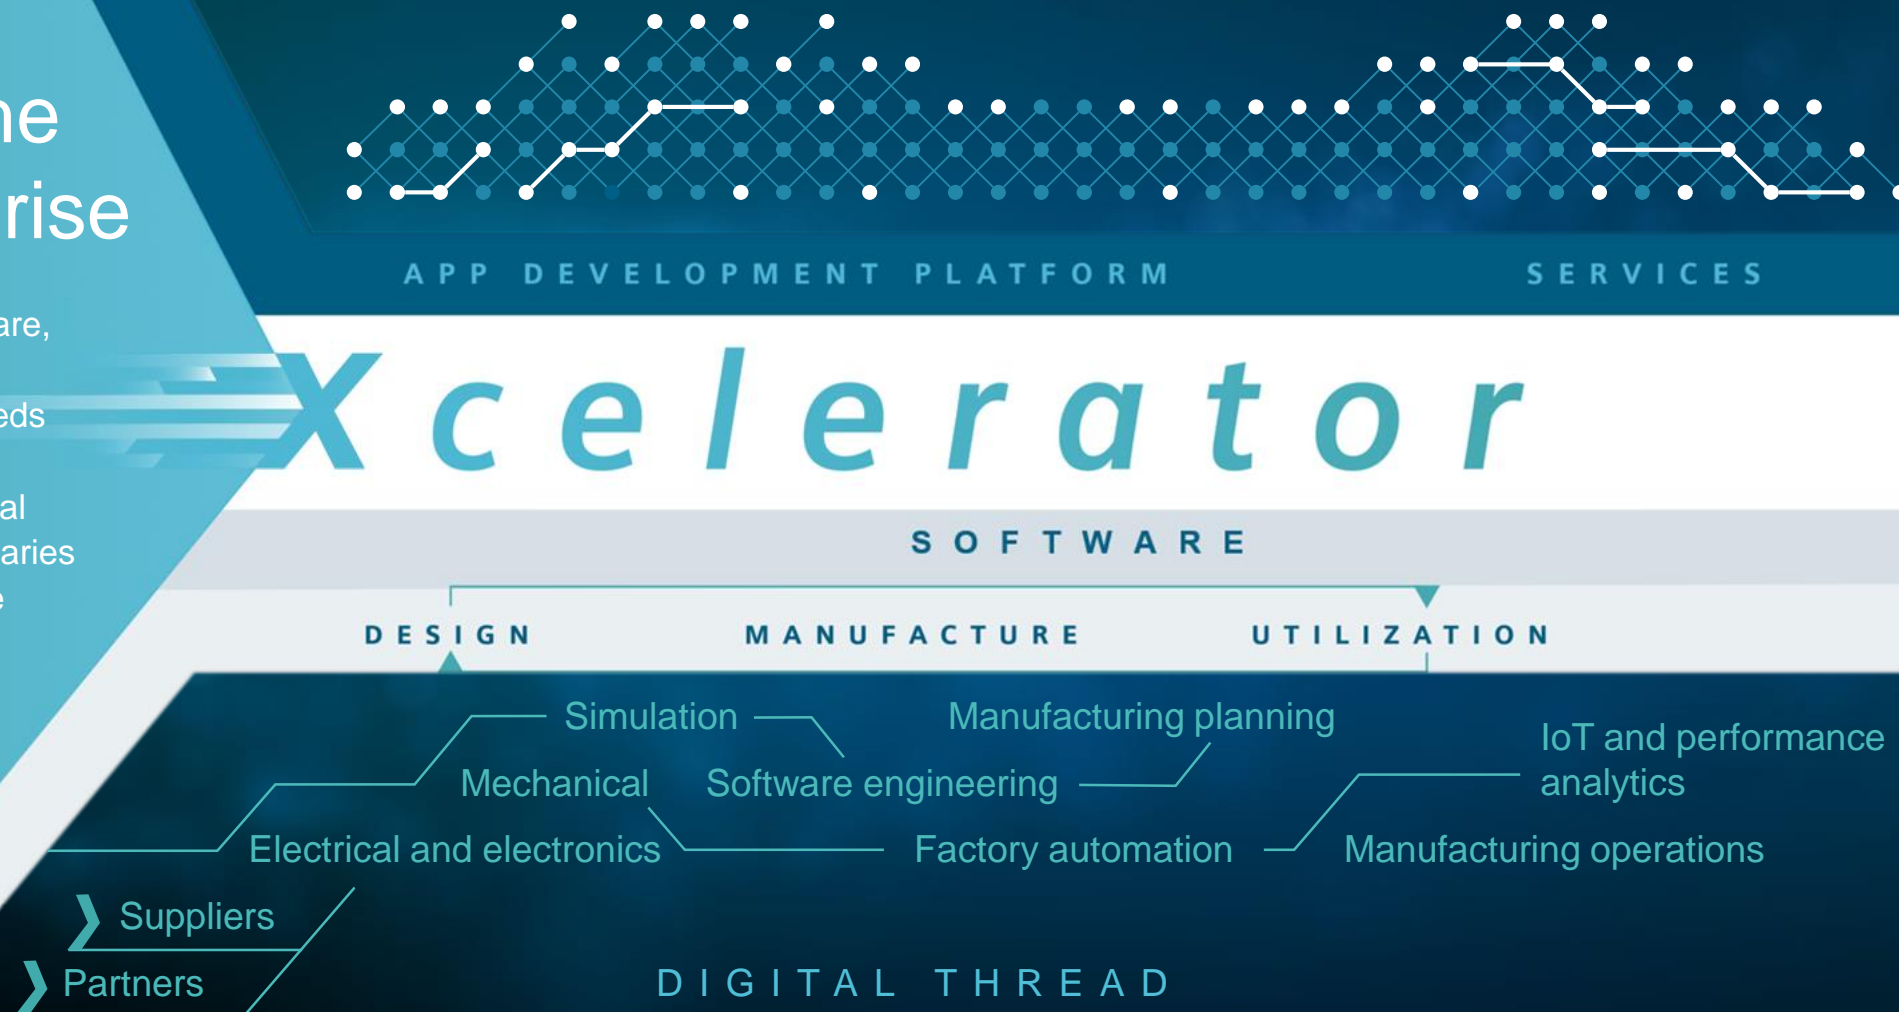 ne
rise
are,
eds
al
aries
e
APP DEVELOPMENT PLATFORM
SERVICES
Xcelerator
SOFTWARE
DESIGN
MANUFACTURE
UTILIZATION
Simulation
Manufacturing planning
IoT and performance
analytics
Mechanical
Software engineering
Electrical and electronics
Factory automation
Manufacturing operations
Suppliers
Partners
DIGITAL THREAD